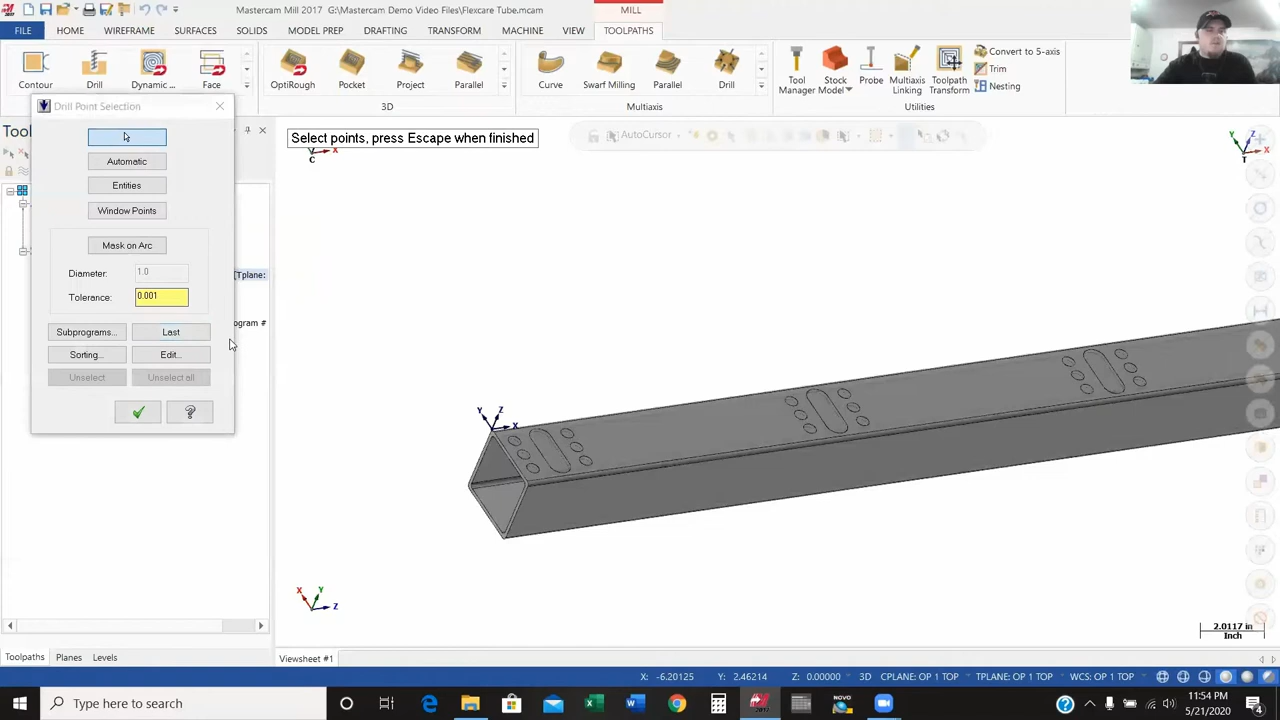 Mastercam Mill 2017 G:\Mastercam Demo Video Files\Flexcare Tube.mcam
MILL
FILE HOME WIREFRAME SURFACES SOLIDS MODEL PREP DRAFTING TRANSFORM MACHINE VIEW TOOLPATHS
Contour Drill Dynamic ... Face
OptiRough Pocket Project Parallel
3D
Curve Swarf Milling Parallel Drill
Multiaxis
Tool Manager Stock Model Probe Multiaxis Linking Toolpath Transform
Convert to 5-axis
Trim
Nesting
Utilities
Drill Point Selection
Automatic
Entities
Window Points
Mask on Arc
Diameter: 1.0
Tolerance: 0.001
Subprograms... Last
Sorting... Edit...
Unselect Unselect all
[Tplane:
ogram #
Select points, press Escape when finished
AutoCursor
X
C
Y Z
X
T
Y Z
X
X Y
Z
2.0117 in
Inch
Toolpaths Planes Levels
Viewsheet #1
X: -6.20125 Y: 2.46214 Z: 0.00000 3D CPLANE: OP 1 TOP TPLANE: OP 1 TOP WCS: OP 1 TOP
Type here to search
2017
NOVO
11:54 PM
5/21/2020